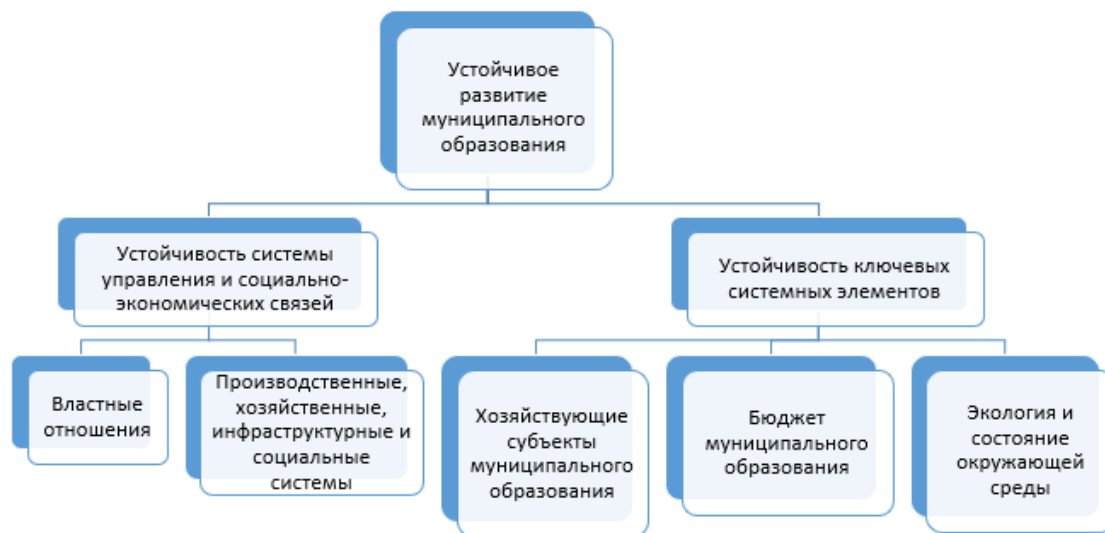 Устойчивое
развитие
муниципального
образования
Устойчивость системы
управления и социально-
экономических связей
Устойчивость ключевых
системных элементов
Властные
отношения
Производственные,
хозяйственные,
инфраструктурные и
социальные
системы
Хозяйствующие
субъекты
муниципального
образования
Бюджет
муниципального
образования
Экология и
состояние
окружающей
среды